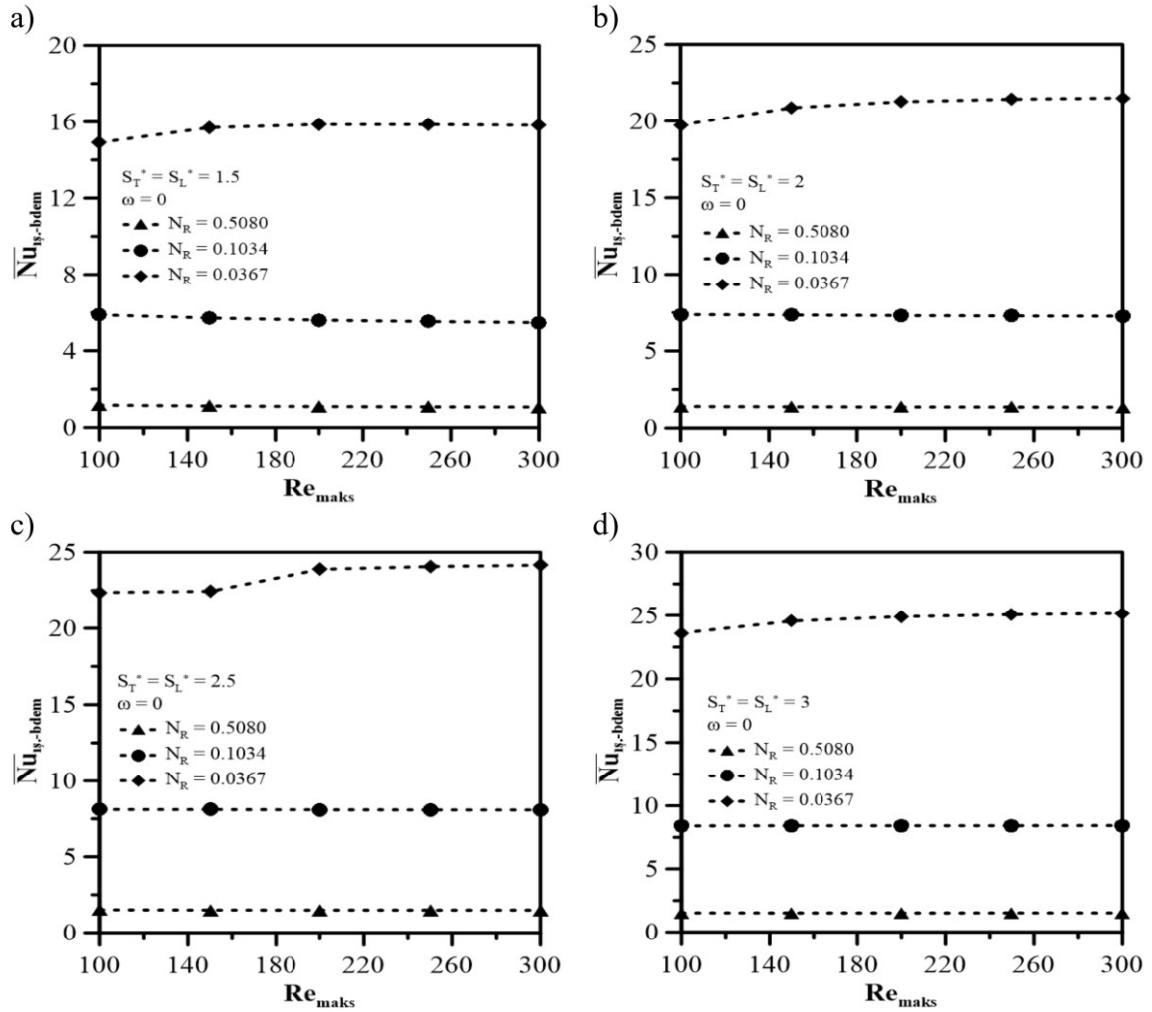 a)
20
16
12
8
4
0
100 140 180 220 260 300
Re_maks
Nu_ış,-bdem
S_T* = S_L* = 1.5
ω = 0
N_R = 0.5080
N_R = 0.1034
N_R = 0.0367
b)
25
20
15
10
5
0
100 140 180 220 260 300
Re_maks
Nu_ış,-bdem
S_T* = S_L* = 2
ω = 0
N_R = 0.5080
N_R = 0.1034
N_R = 0.0367
c)
25
20
15
10
5
0
100 140 180 220 260 300
Re_maks
Nu_ış,-bdem
S_T* = S_L* = 2.5
ω = 0
N_R = 0.5080
N_R = 0.1034
N_R = 0.0367
d)
30
25
20
15
10
5
0
100 140 180 220 260 300
Re_maks
Nu_ış,-bdem
S_T* = S_L* = 3
ω = 0
N_R = 0.5080
N_R = 0.1034
N_R = 0.0367